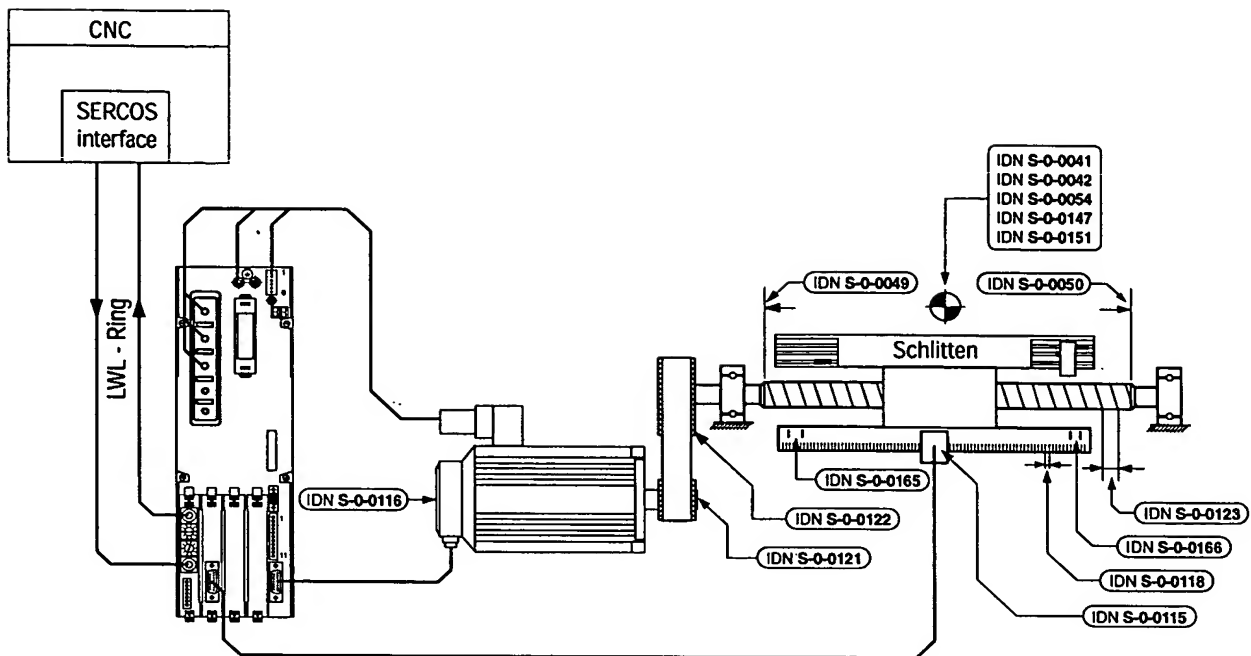 CNC
SERCOS
interface
LWL - Ring
IDN S-0-0041
IDN S-0-0042
IDN S-0-0054
IDN S-0-0147
IDN S-0-0151
IDN S-0-0049
IDN S-0-0050
Schlitten
IDN S-0-0116
IDN S-0-0165
IDN S-0-0122
IDN S-0-0121
IDN S-0-0123
IDN S-0-0166
IDN S-0-0118
IDN S-0-0115